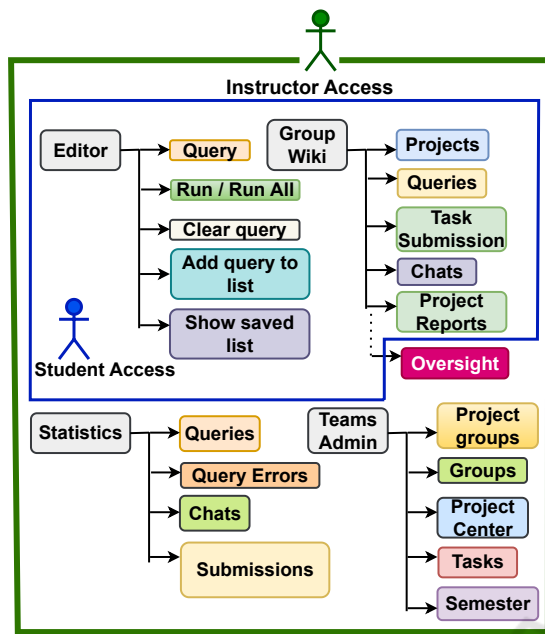 Instructor Access
Editor
Query
Run / Run All
Clear query
Add query to
list
Show saved
list
Student Access
Group
Wiki
Projects
Queries
Task
Submission
Chats
Project
Reports
Oversight
Statistics
Queries
Query Errors
Chats
Submissions
Teams
Admin
Project
groups
Groups
Project
Center
Tasks
Semester